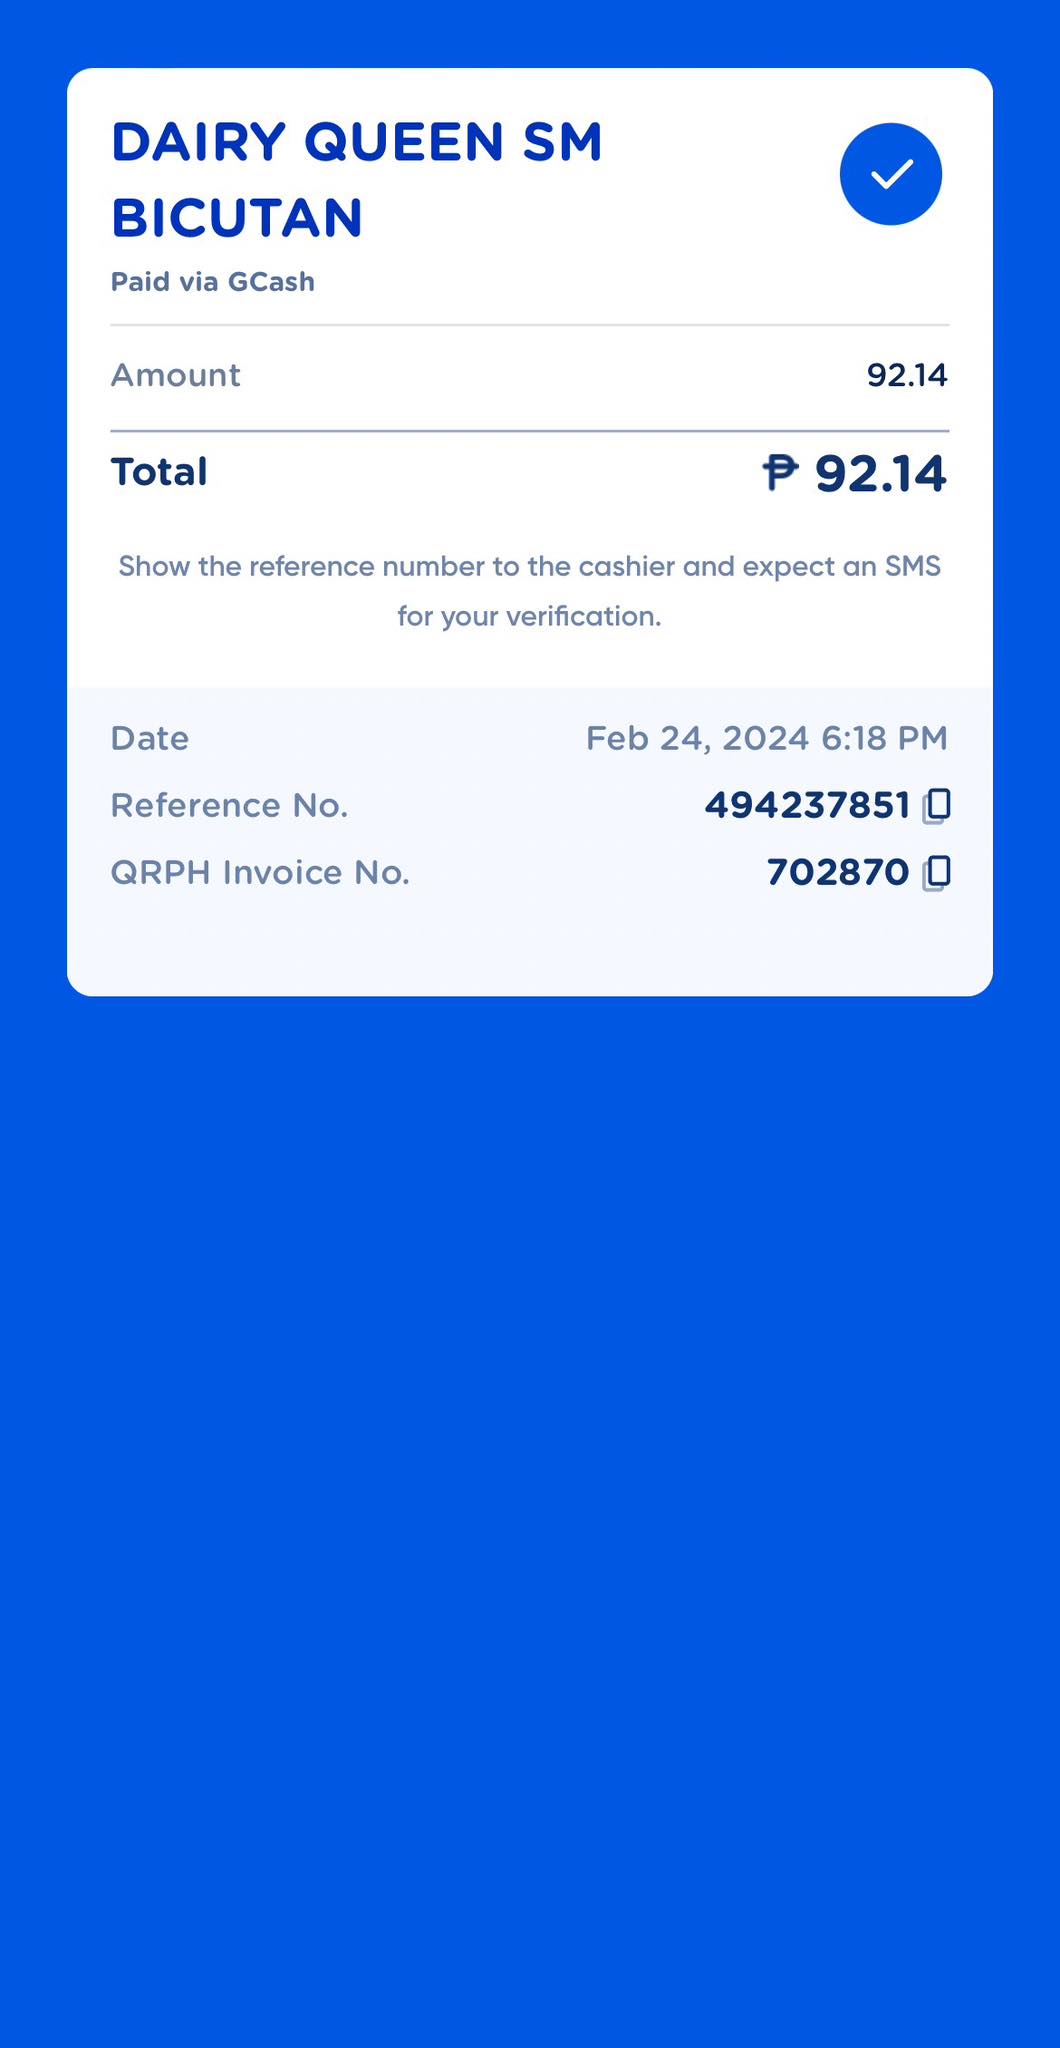 DAIRY QUEEN SM
BICUTAN
Paid via GCash
Amount 92.14
Total ₱ 92.14
Show the reference number to the cashier and expect an SMS
for your verification.
Date Feb 24, 2024 6:18 PM
Reference No. 494237851
QRPH Invoice No. 702870